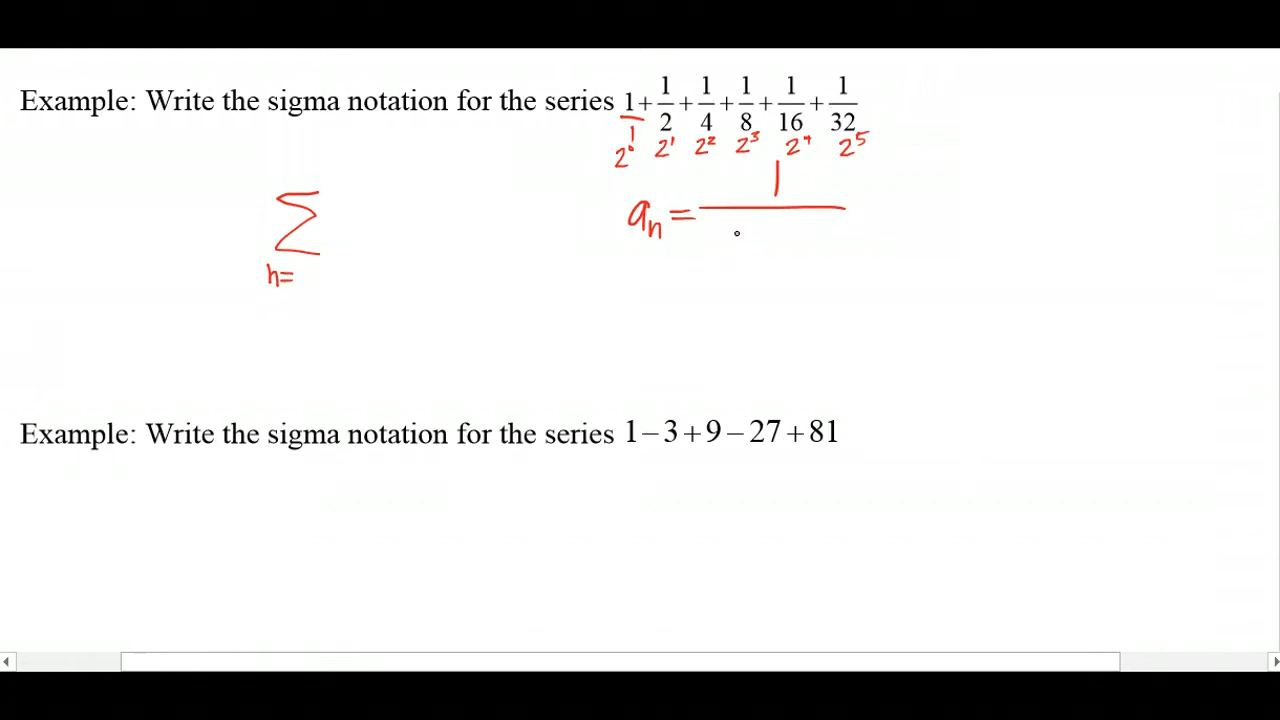 Example: Write the sigma notation for the series 1 + 1/2 + 1/4 + 1/8 + 1/16 + 1/32
1/2⁰ 2¹ 2² 2³ 2⁴ 2⁵
∑ n=
aₙ = 1/
Example: Write the sigma notation for the series 1 − 3 + 9 − 27 + 81